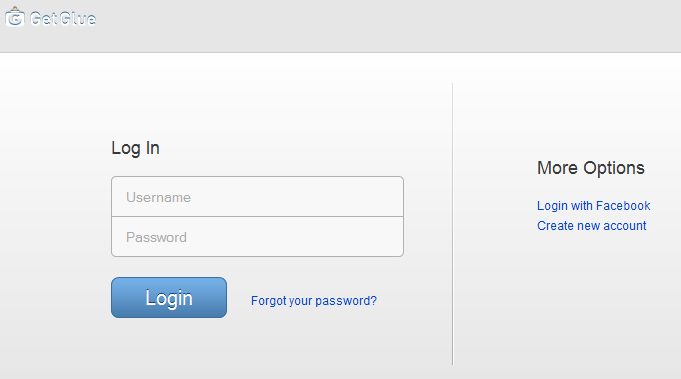 GetGlue
Log In
Username
Password
Login
Forgot your password?
More Options
Login with Facebook
Create new account